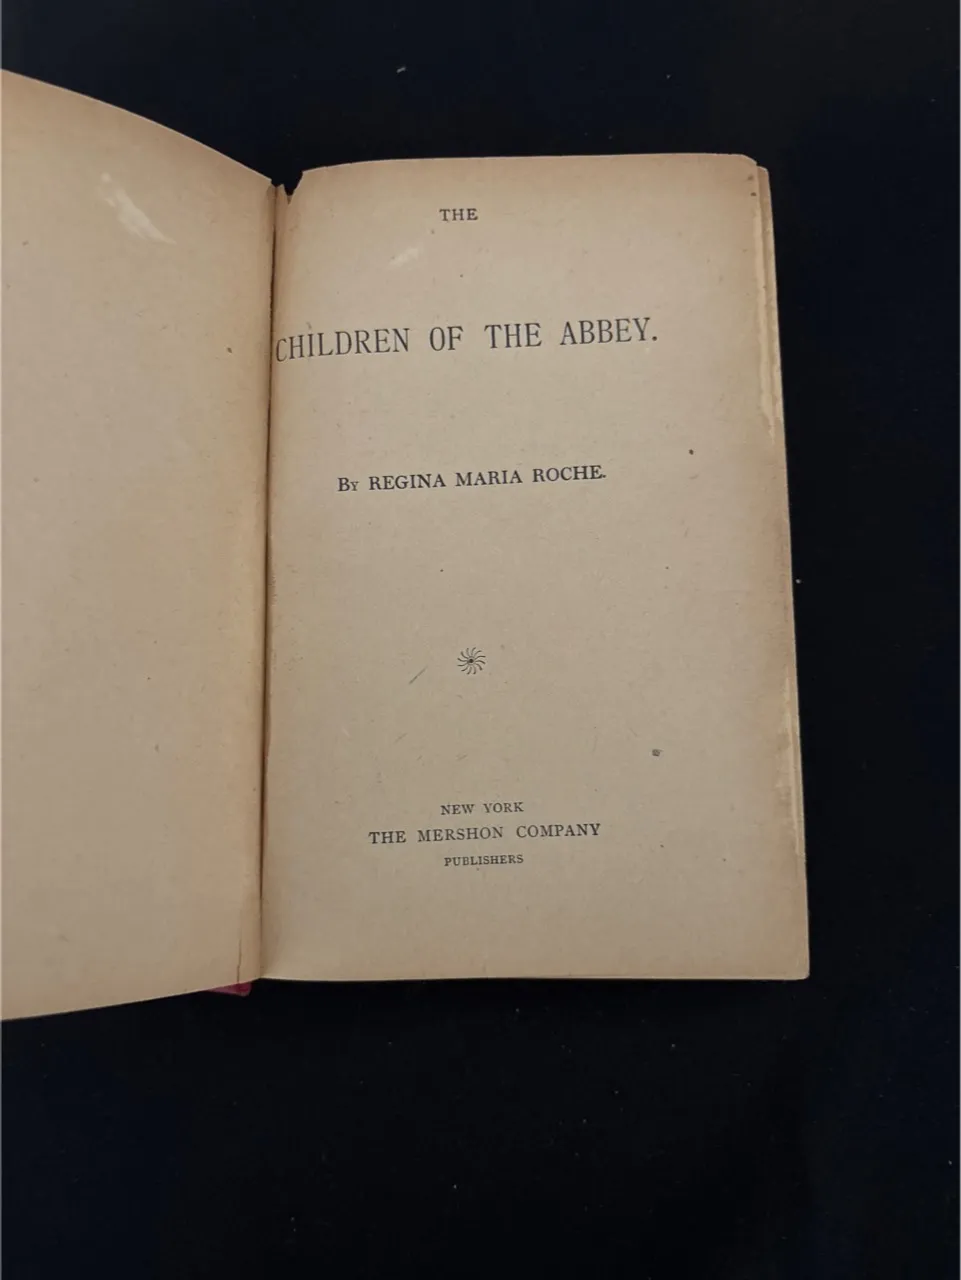 THE
CHILDREN OF THE ABBEY.
By REGINA MARIA ROCHE.
NEW YORK
THE MERSHON COMPANY
PUBLISHERS